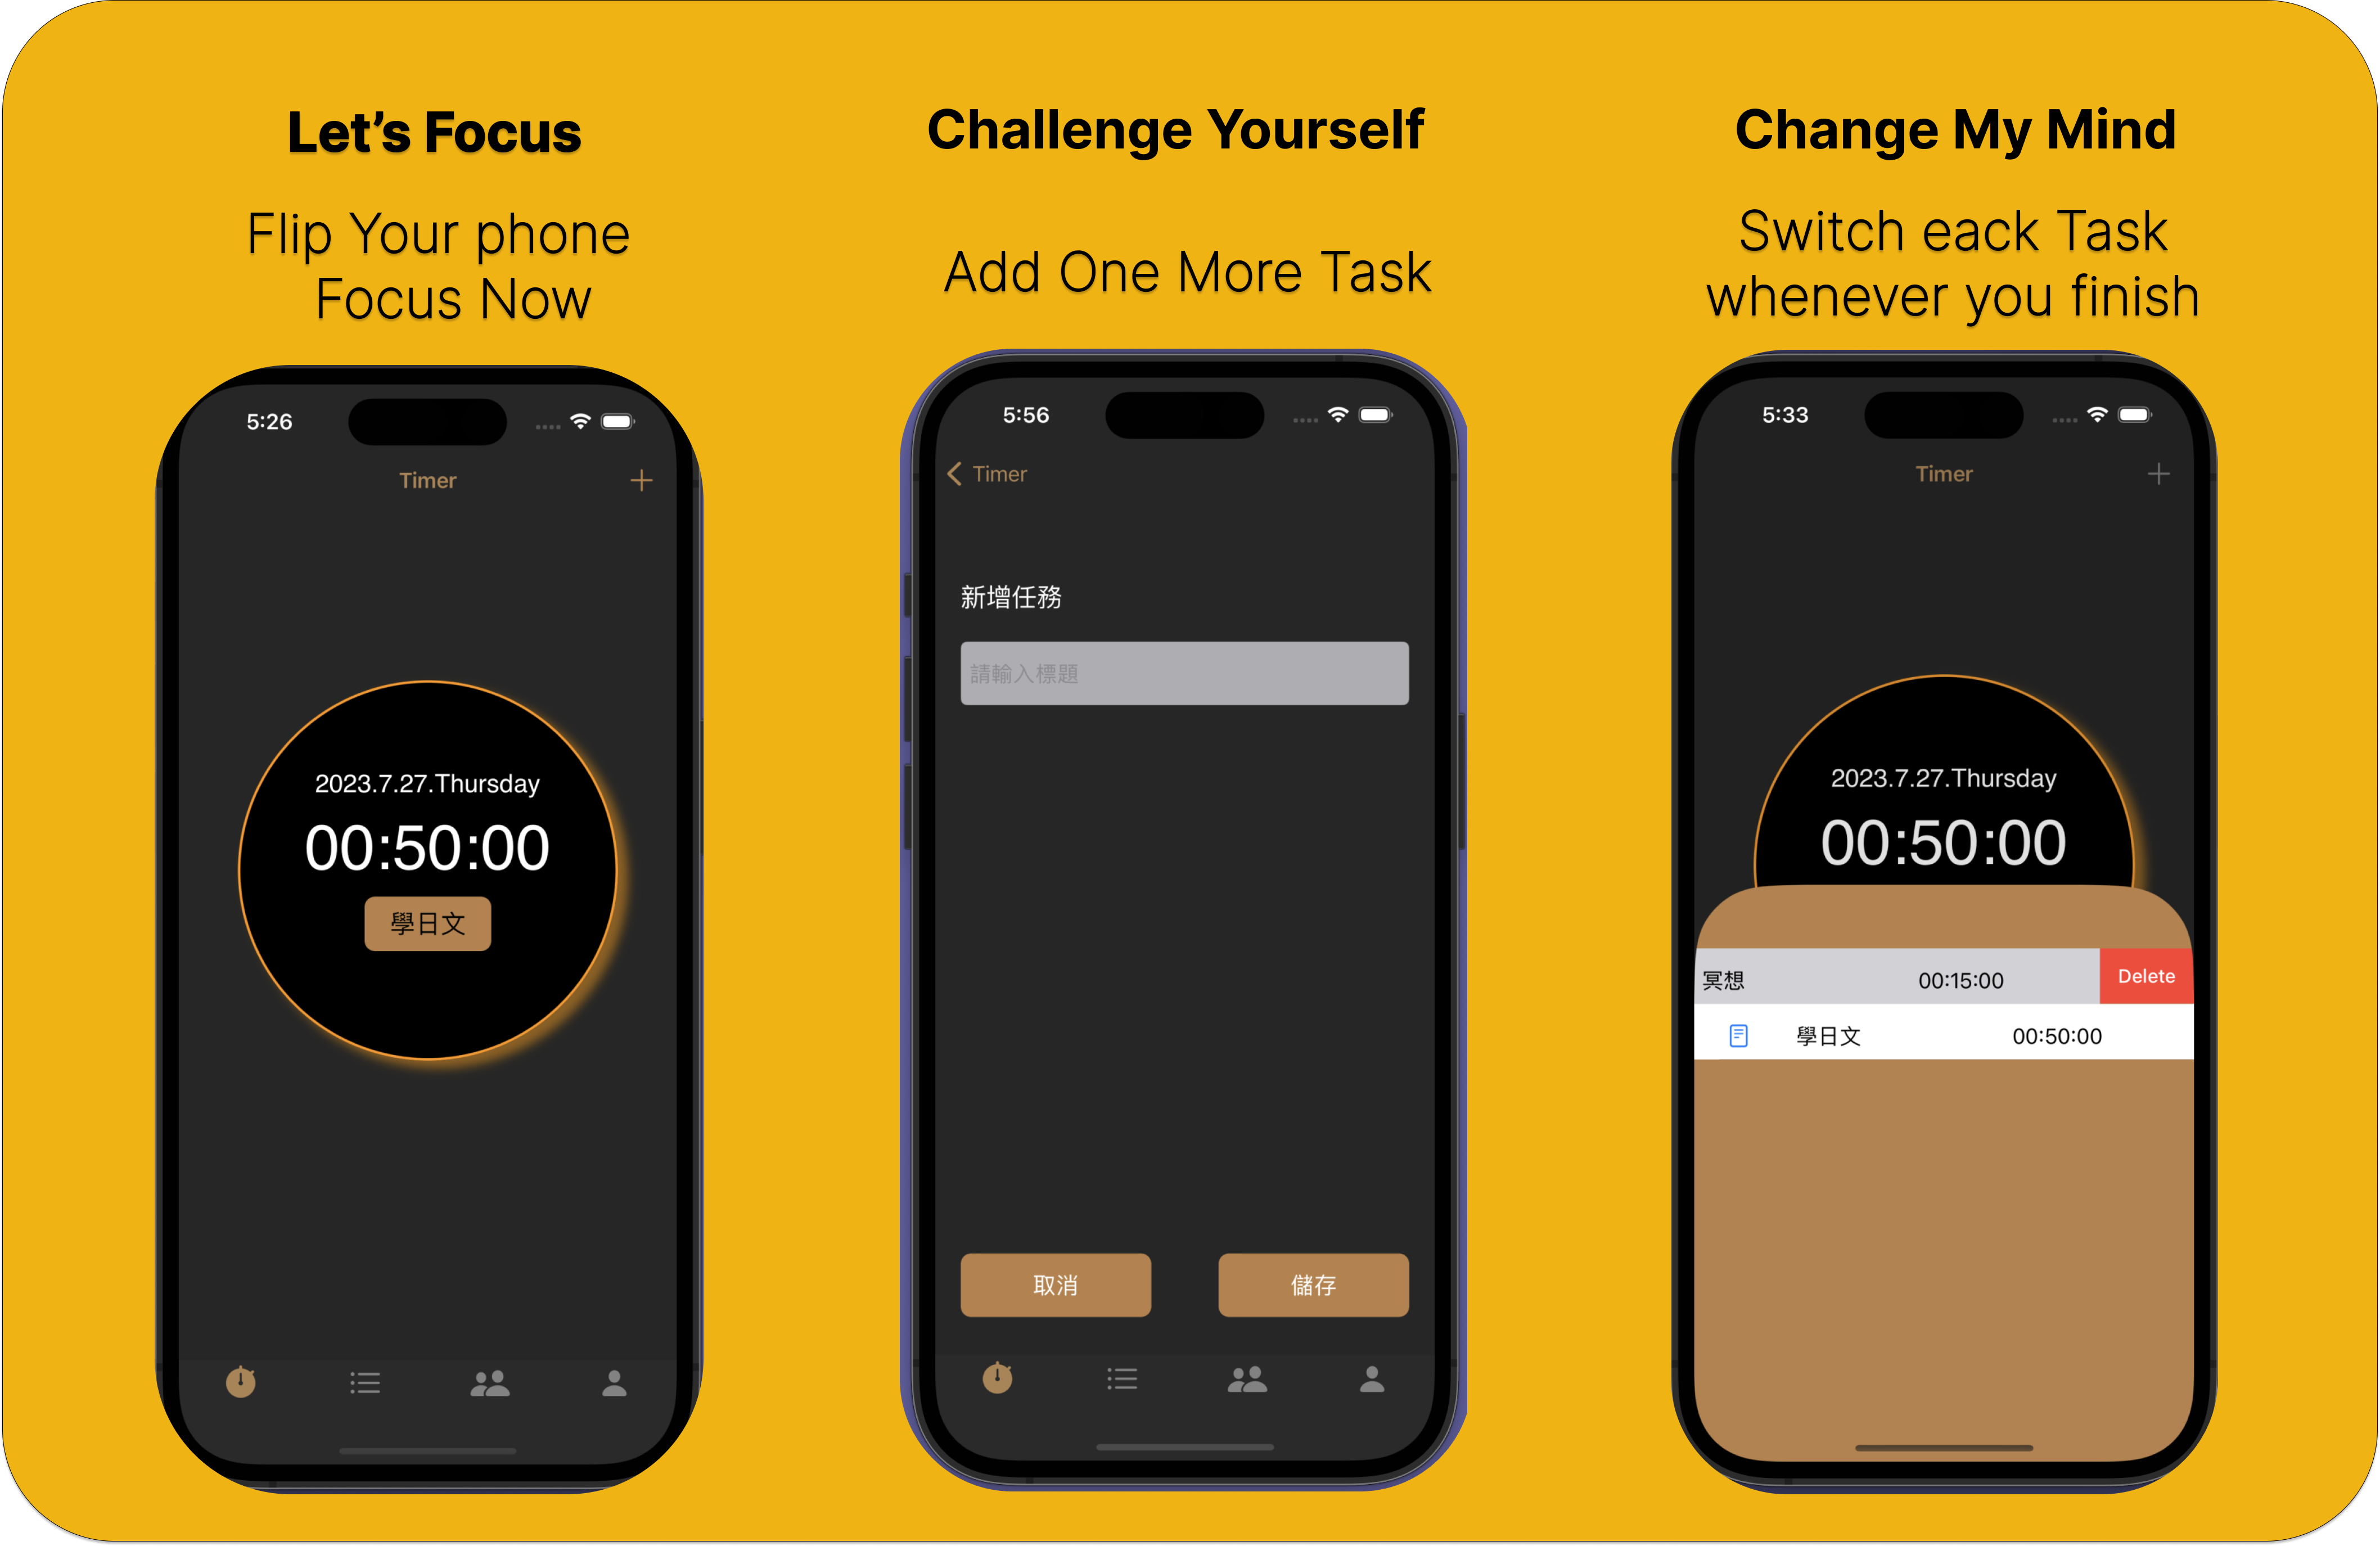 Let’s Focus
Flip Your phone
Focus Now
5:26
Timer
2023.7.27.Thursday
00:50:00
學日文
Challenge Yourself
Add One More Task
5:56
Timer
新增任務
請輸入標題
取消
儲存
Change My Mind
Switch eack Task
whenever you finish
5:33
Timer
2023.7.27.Thursday
00:50:00
冥想 00:15:00 Delete
學日文 00:50:00